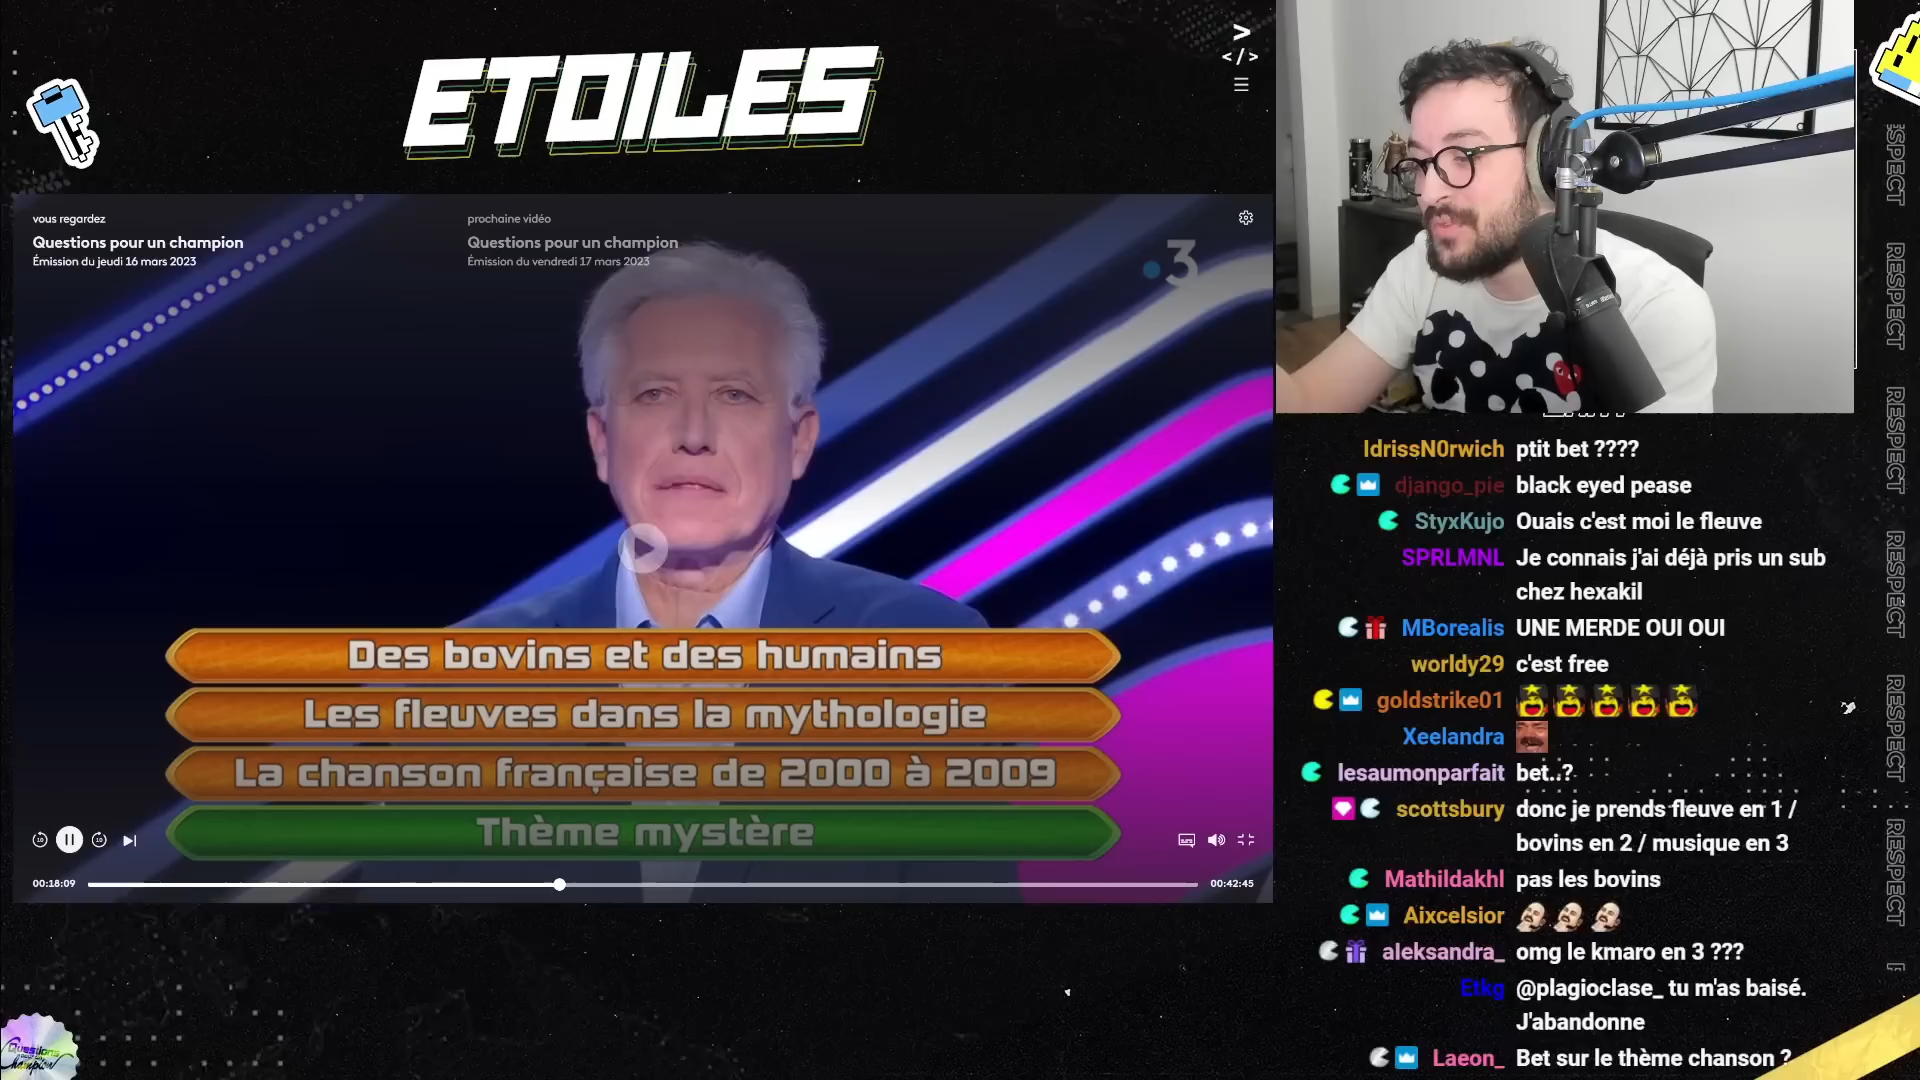 ETOILES
> 
</>
vous regardez
Questions pour un champion
Émission du jeudi 16 mars 2023
prochaine vidéo
Questions pour un champion
Émission du vendredi 17 mars 2023
3
Des bovins et des humains
Les fleuves dans la mythologie
La chanson française de 2000 à 2009
Thème mystère
10
10
00:18:09
00:42:45
Questions
Champion
IdrissN0rwich ptit bet ????
django_pie black eyed pease
StyxKujo Ouais c'est moi le fleuve
SPRLMNL Je connais j'ai déjà pris un sub
chez hexakil
MBorealis UNE MERDE OUI OUI
worldy29 c'est free
goldstrike01
Xeelandra
lesaumonparfait bet..?
scottsbury donc je prends fleuve en 1 /
bovins en 2 / musique en 3
Mathildakhl pas les bovins
Aixcelsior
aleksandra_ omg le kmaro en 3 ???
Etkg @plagioclase_ tu m'as baisé.
J'abandonne
Laeon_ Bet sur le thème chanson ?
RESPECT
RESPECT
RESPECT
RESPECT
RESPECT